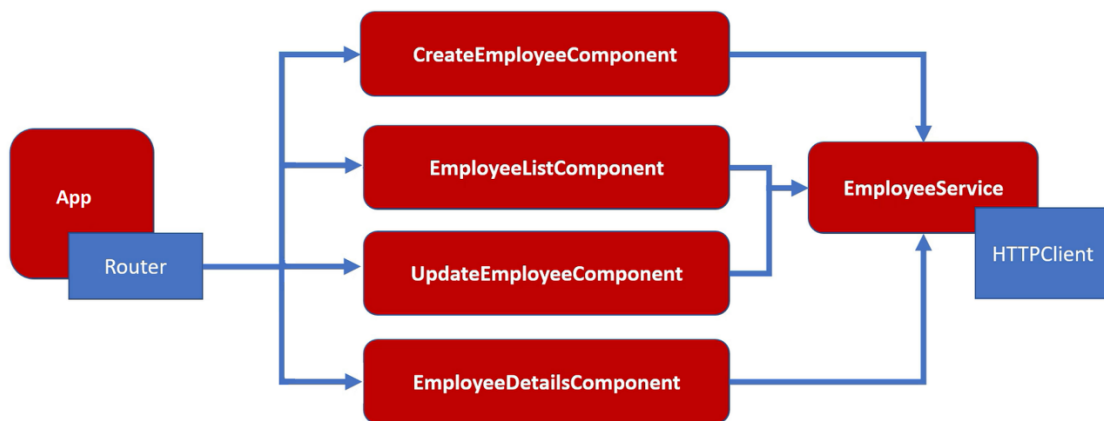 CreateEmployeeComponent
EmployeeListComponent
App
EmployeeService
Router
UpdateEmployeeComponent
HTTPClient
EmployeeDetailsComponent